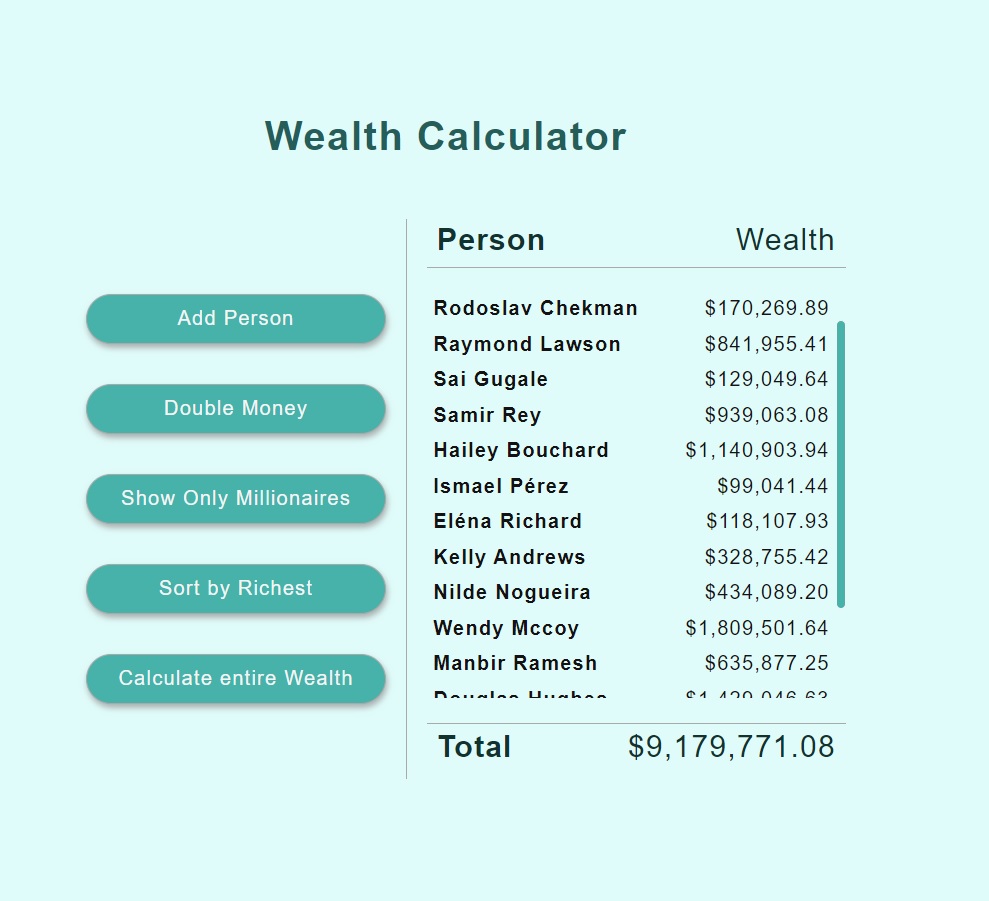 Wealth Calculator
Add Person
Double Money
Show Only Millionaires
Sort by Richest
Calculate entire Wealth
Person Wealth
Rodoslav Chekman $170,269.89
Raymond Lawson $841,955.41
Sai Gugale $129,049.64
Samir Rey $939,063.08
Hailey Bouchard $1,140,903.94
Ismael Pérez $99,041.44
Eléna Richard $118,107.93
Kelly Andrews $328,755.42
Nilde Nogueira $434,089.20
Wendy Mccoy $1,809,501.64
Manbir Ramesh $635,877.25
Douglas Hughes
Total $9,179,771.08